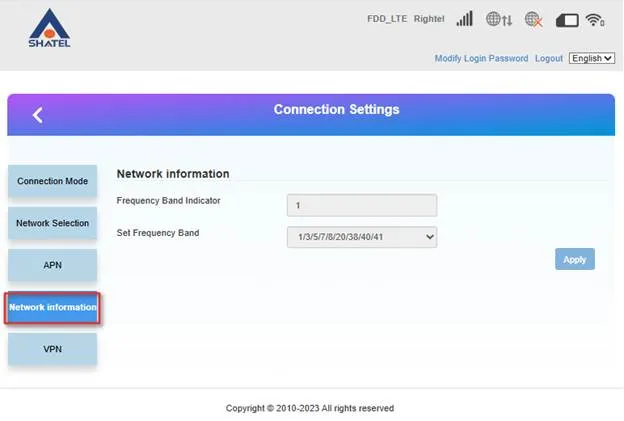 SHATEL
FDD_LTE Rightel
Modify Login Password Logout English
Connection Settings
Connection Mode
Network Selection
APN
Network information
VPN
Network information
Frequency Band Indicator 1
Set Frequency Band 1/3/5/7/8/20/38/40/41
Apply
Copyright © 2010-2023 All rights reserved